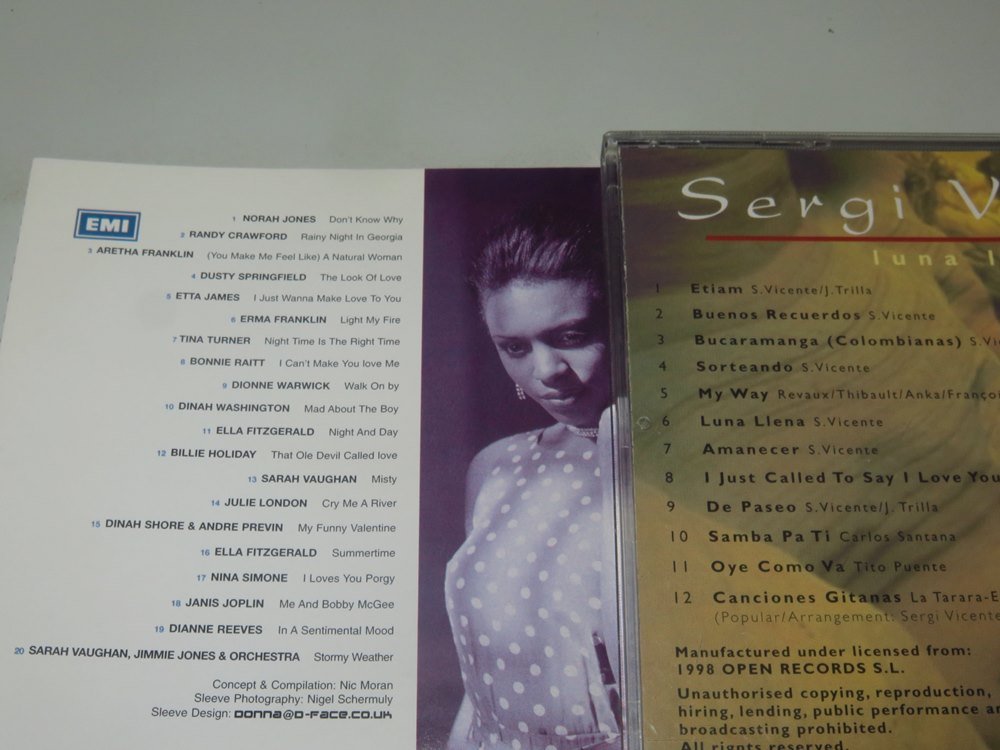 EMI
1 NORAH JONES Don't Know Why
2 RANDY CRAWFORD Rainy Night In Georgia
3 ARETHA FRANKLIN (You Make Me Feel Like) A Natural Woman
4 DUSTY SPRINGFIELD The Look Of Love
5 ETTA JAMES I Just Wanna Make Love To You
6 ERMA FRANKLIN Light My Fire
7 TINA TURNER Night Time Is The Right Time
8 BONNIE RAITT I Can't Make You love Me
9 DIONNE WARWICK Walk On by
10 DINAH WASHINGTON Mad About The Boy
11 ELLA FITZGERALD Night And Day
12 BILLIE HOLIDAY That Ole Devil Called love
13 SARAH VAUGHAN Misty
14 JULIE LONDON Cry Me A River
15 DINAH SHORE & ANDRE PREVIN My Funny Valentine
16 ELLA FITZGERALD Summertime
17 NINA SIMONE I Loves You Porgy
18 JANIS JOPLIN Me And Bobby McGee
19 DIANNE REEVES In A Sentimental Mood
20 SARAH VAUGHAN, JIMMIE JONES & ORCHESTRA Stormy Weather
Concept & Compilation: Nic Moran
Sleeve Photography: Nigel Schermuly
Sleeve Design: DONNA@D-FACE.CO.UK
Sergi V
luna l
1 Etiam S.Vicente/J.Trilla
2 Buenos Recuerdos S.Vicente
3 Bucaramanga (Colombianas) S.Vi
4 Sorteando S.Vicente
5 My Way Revaux/Thibault/Anka/Franço
6 Luna Llena S.Vicente
7 Amanecer S.Vicente
8 I Just Called To Say I Love You
9 De Paseo S.Vicente/J. Trilla
10 Samba Pa Ti Carlos Santana
11 Oye Como Va Tito Puente
12 Canciones Gitanas La Tarara-E
(Popular/Arrangement: Sergi Vicente
Manufactured under licensed from:
1998 OPEN RECORDS S.L.
Unauthorised copying, reproduction,
hiring, lending, public performance an
broadcasting prohibited.
All rights reserved.